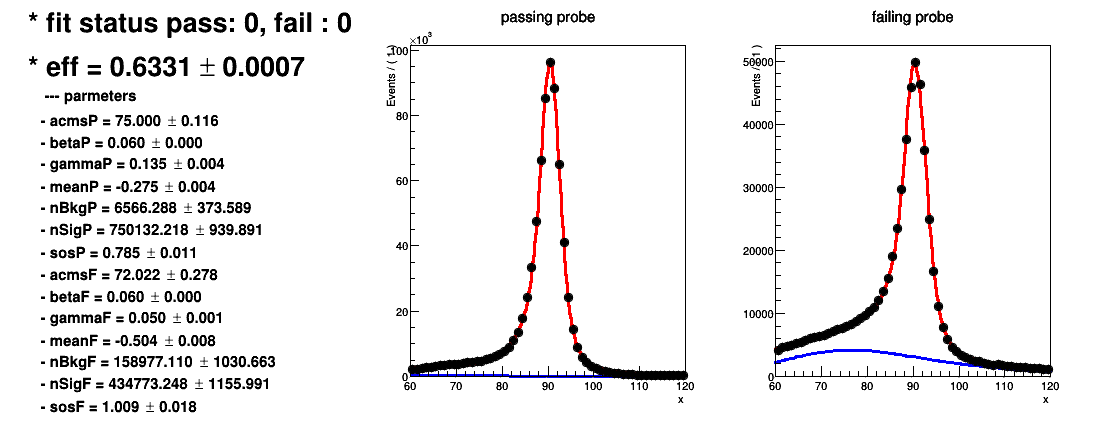 * fit status pass: 0, fail : 0
* eff = 0.6331 ± 0.0007
--- parmeters
- acmsP = 75.000 ± 0.116
- betaP = 0.060 ± 0.000
- gammaP = 0.135 ± 0.004
- meanP = -0.275 ± 0.004
- nBkgP = 6566.288 ± 373.589
- nSigP = 750132.218 ± 939.891
- sosP = 0.785 ± 0.011
- acmsF = 72.022 ± 0.278
- betaF = 0.060 ± 0.000
- gammaF = 0.050 ± 0.001
- meanF = -0.504 ± 0.008
- nBkgF = 158977.110 ± 1030.663
- nSigF = 434773.248 ± 1155.991
- sosF = 1.009 ± 0.018
passing probe
×10³
Events / ( 1 )
100
80
60
40
20
0
60 70 80 90 100 110 120
x
failing probe
Events / ( 1 )
50000
40000
30000
20000
10000
0
60 70 80 90 100 110 120
x